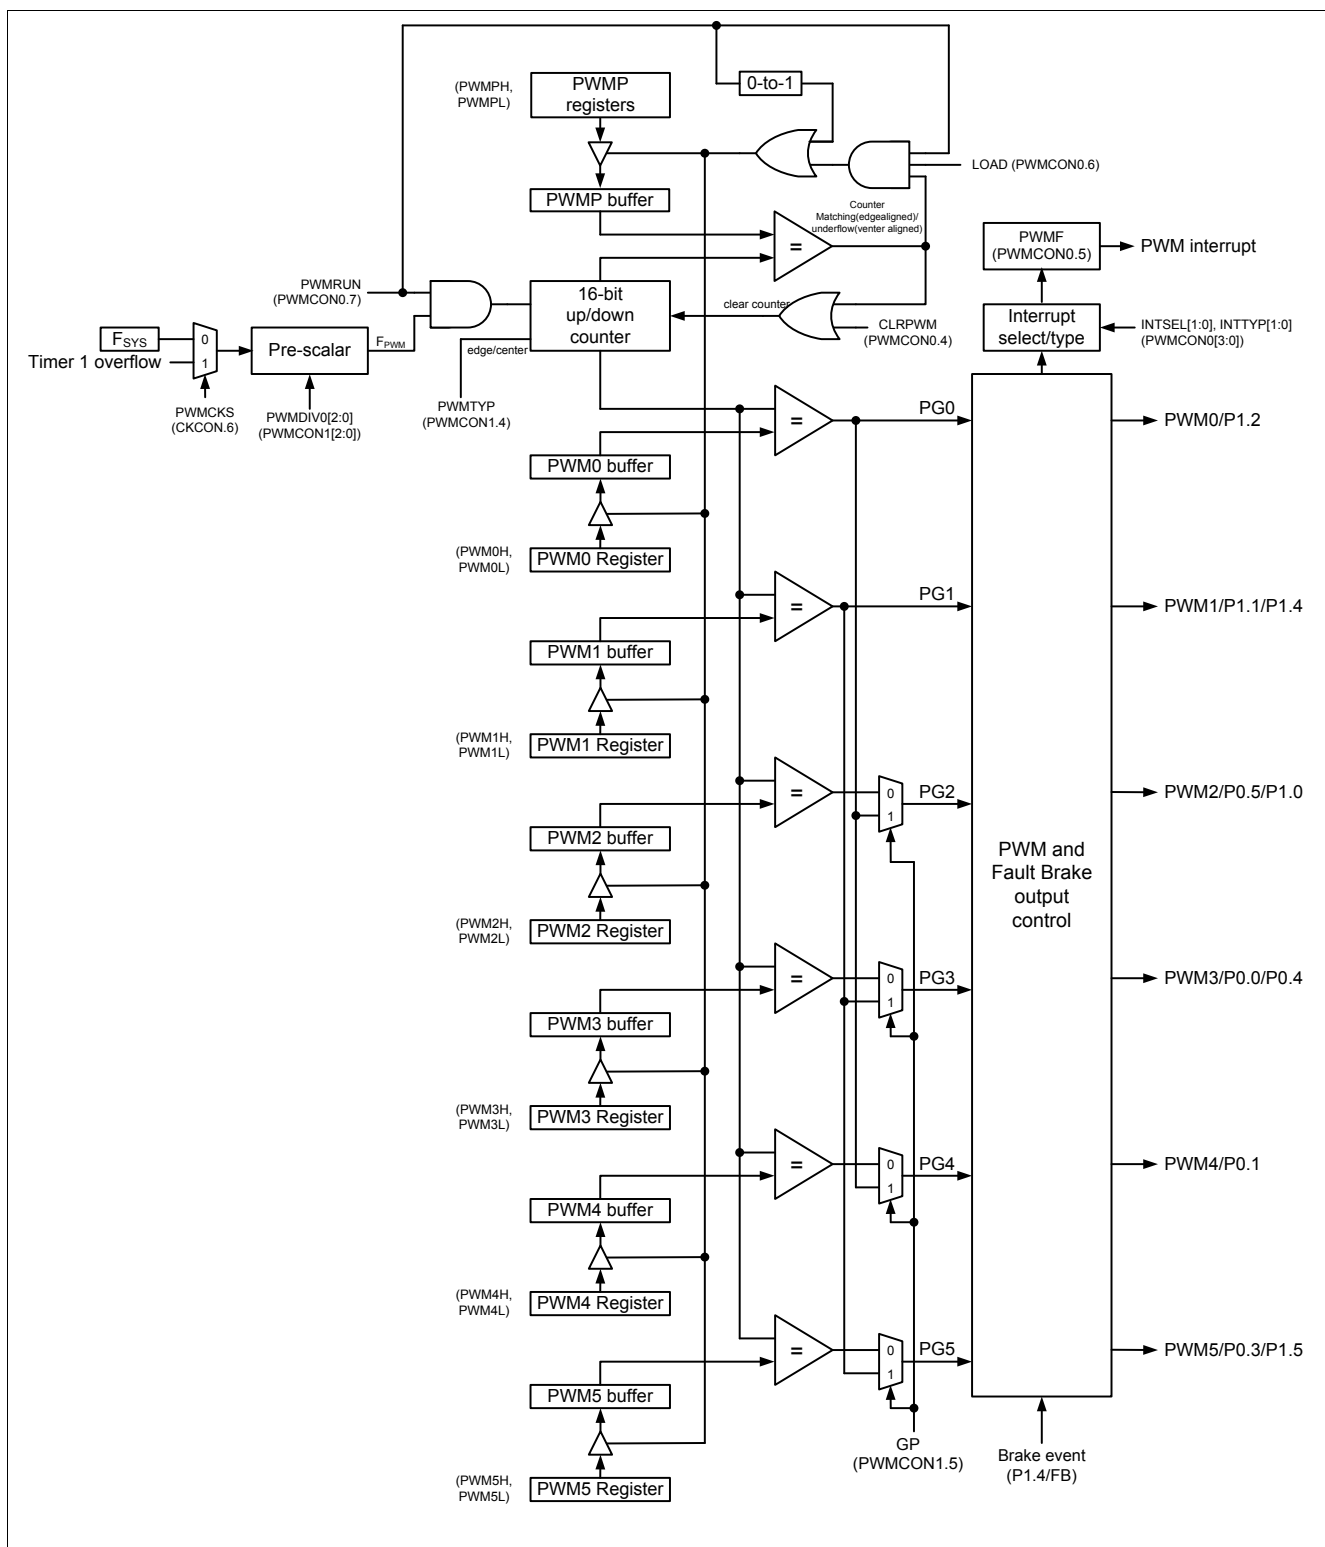 0-to-1
(PWMPH,
PWMPL)
PWMP
registers
LOAD (PWMCON0.6)
PWMP buffer
Counter
Matching(edgealigned)/
underflow(venter aligned)
=
PWMF
(PWMCON0.5)
PWM interrupt
PWMRUN
(PWMCON0.7)
16-bit
up/down
counter
clear counter
CLRPWM
(PWMCON0.4)
Interrupt
select/type
INTSEL[1:0], INTTYP[1:0]
(PWMCON0[3:0])
FSYS
Timer 1 overflow
0
1
Pre-scalar
FPWM
edge/center
PWMCKS
(CKCON.6)
PWMDIV0[2:0]
(PWMCON1[2:0])
PWMTYP
(PWMCON1.4)
=
PG0
PWM0/P1.2
PWM0 buffer
(PWM0H,
PWM0L)
PWM0 Register
=
PG1
PWM1/P1.1/P1.4
PWM1 buffer
(PWM1H,
PWM1L)
PWM1 Register
=
0
1
PG2
PWM2/P0.5/P1.0
PWM2 buffer
PWM and
Fault Brake
output
control
(PWM2H,
PWM2L)
PWM2 Register
=
0
1
PG3
PWM3/P0.0/P0.4
PWM3 buffer
(PWM3H,
PWM3L)
PWM3 Register
=
0
1
PG4
PWM4/P0.1
PWM4 buffer
(PWM4H,
PWM4L)
PWM4 Register
=
0
1
PG5
PWM5/P0.3/P1.5
PWM5 buffer
GP
(PWMCON1.5)
Brake event
(P1.4/FB)
(PWM5H,
PWM5L)
PWM5 Register